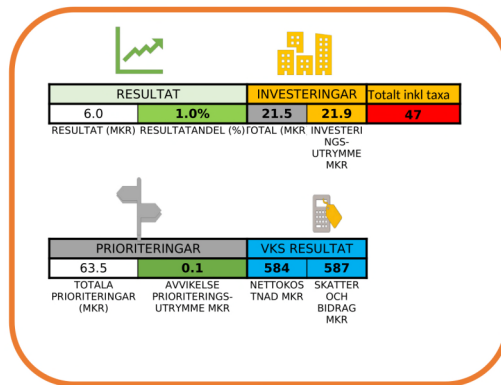 RESULTAT INVESTERINGAR Totalt inkl taxa
6.0 1.0% 21.5 21.9 47
RESULTAT (MKR) RESULTATANDEL (%) TOTAL (MKR INVESTERI
NGS-
UTRYMME
MKR
PRIORITERINGAR VKS RESULTAT
63.5 0.1 584 587
TOTALA AVVIKELSE NETTOKOS SKATTER
PRIORITERINGAR PRIORITERINGS- TNAD MKR OCH
(MKR) UTRYMME MKR BIDRAG
MKR